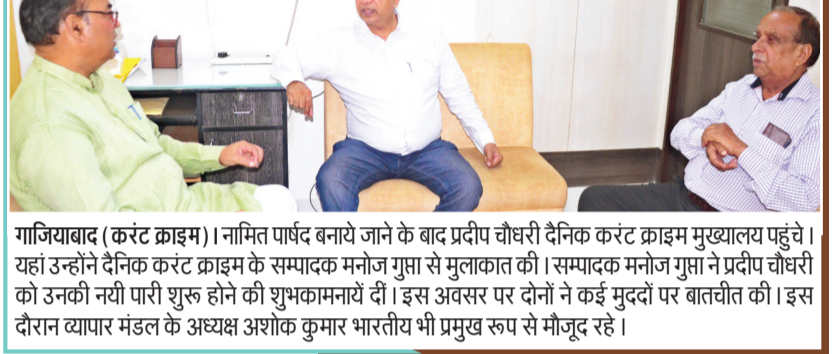 गाजियाबाद (करंट क्राइम)। नामित पार्षद बनाये जाने के बाद प्रदीप चौधरी दैनिक करंट क्राइम मुख्यालय पहुंचे।
यहां उन्होंने दैनिक करंट क्राइम के सम्पादक मनोज गुप्ता से मुलाकात की। सम्पादक मनोज गुप्ता ने प्रदीप चौधरी
को उनकी नयी पारी शुरू होने की शुभकामनायें दीं। इस अवसर पर दोनों ने कई मुददों पर बातचीत की। इस
दौरान व्यापार मंडल के अध्यक्ष अशोक कुमार भारतीय भी प्रमुख रूप से मौजूद रहे।